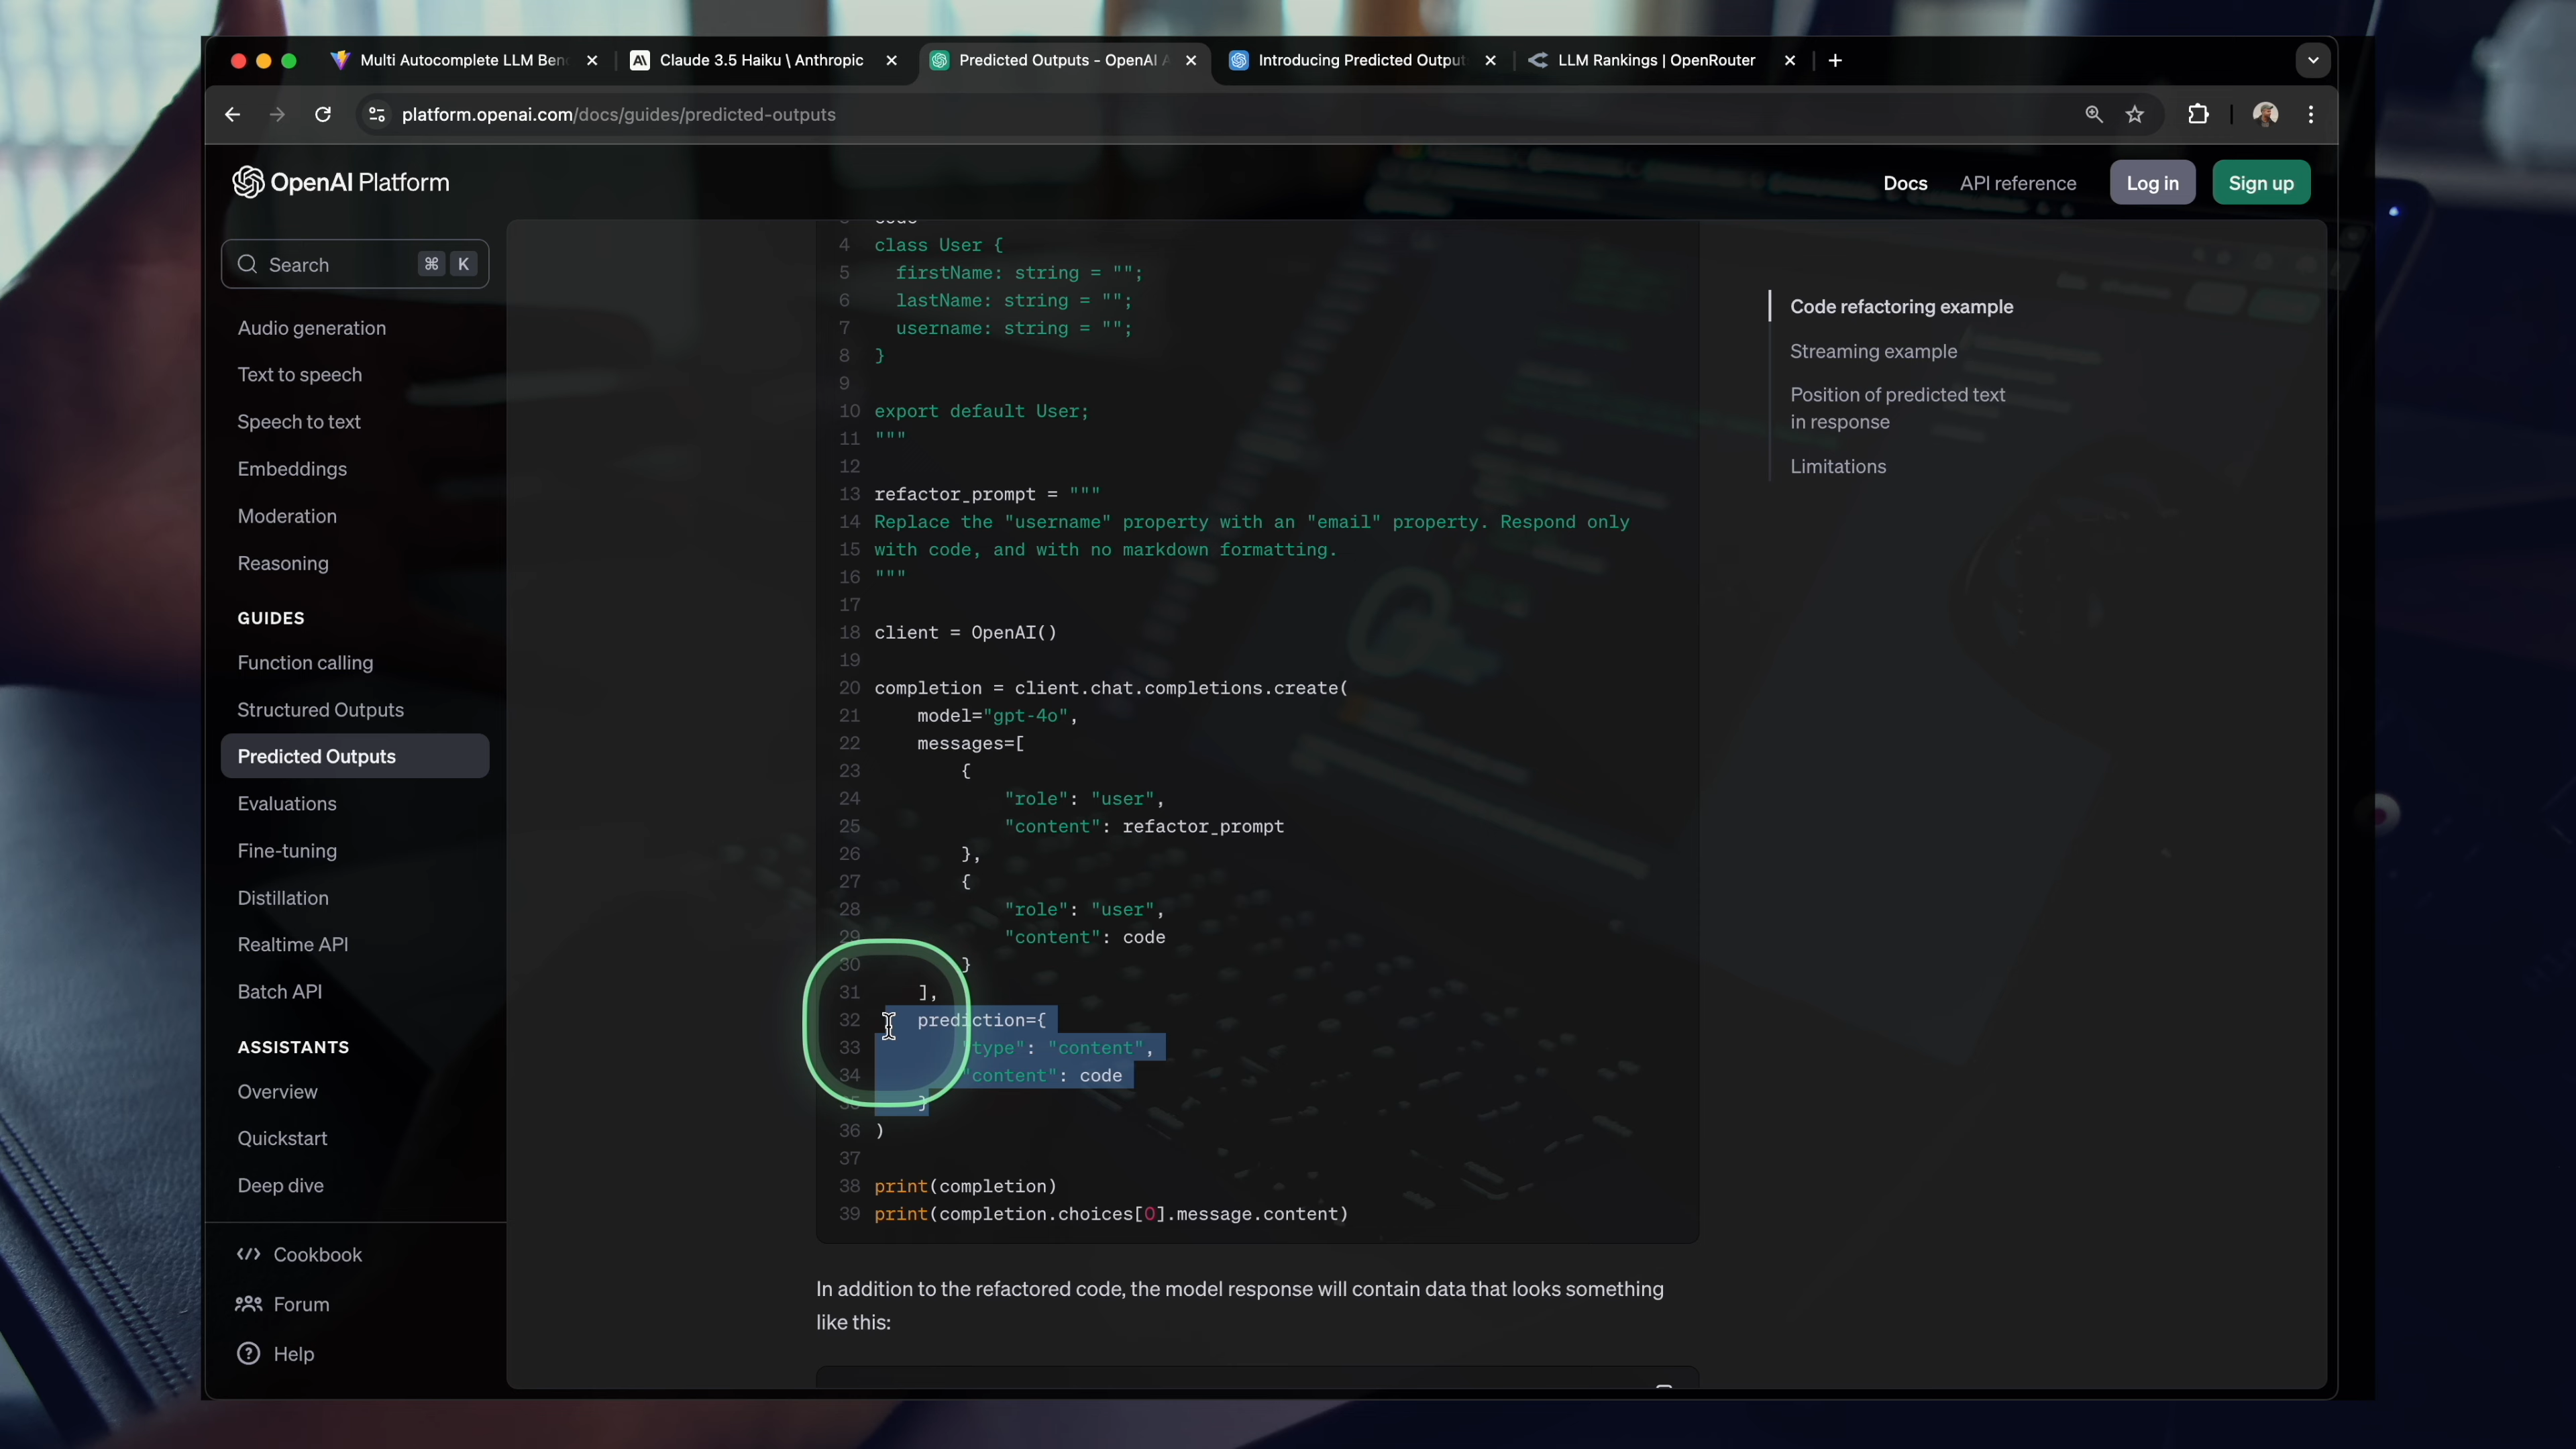 Multi Autocomplete LLM Ben
Claude 3.5 Haiku \ Anthropic
Predicted Outputs - OpenAI A
Introducing Predicted Output
LLM Rankings | OpenRouter
platform.openai.com/docs/guides/predicted-outputs
OpenAI Platform
Docs
API reference
Log in
Sign up
Search
⌘ K
Audio generation
Text to speech
Speech to text
Embeddings
Moderation
Reasoning
GUIDES
Function calling
Structured Outputs
Predicted Outputs
Evaluations
Fine-tuning
Distillation
Realtime API
Batch API
ASSISTANTS
Overview
Quickstart
Deep dive
Cookbook
Forum
Help
4 class User {
5 firstName: string = "";
6 lastName: string = "";
7 username: string = "";
8 }
9
10 export default User;
11 """
12
13 refactor_prompt = """
14 Replace the "username" property with an "email" property. Respond only
15 with code, and with no markdown formatting.
16 """
17
18 client = OpenAI()
19
20 completion = client.chat.completions.create(
21 model="gpt-4o",
22 messages=[
23 {
24 "role": "user",
25 "content": refactor_prompt
26 },
27 {
28 "role": "user",
29 "content": code
30 }
31 ],
32 prediction={
33 "type": "content",
34 "content": code
35 }
36 )
37
38 print(completion)
39 print(completion.choices[0].message.content)
In addition to the refactored code, the model response will contain data that looks something
like this:
Code refactoring example
Streaming example
Position of predicted text
in response
Limitations